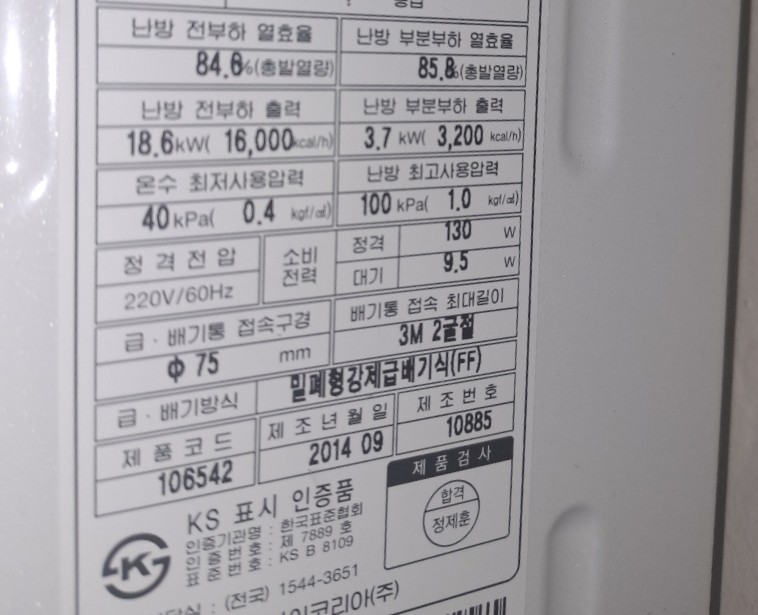 난방 전부하 열효율 난방 부분부하 열효율
84.6%(총발열량) 85.8%(총발열량)
난방 전부하 출력 난방 부분부하 출력
18.6kW( 16,000kcal/h) 3.7 kW( 3,200 kcal/h)
온수 최저사용압력 난방 최고사용압력
40kPa( 0.4 kgf/㎠) 100kPa( 1.0 kgf/㎠)
정격전압 소비전력 정격 130 W
220V/60Hz 대기 9.5 W
급·배기통 접속구경 배기통 접속 최대길이
Φ 75 mm 3M 2굴절
급·배기방식 밀폐형강제급배기식(FF)
제품코드 제조년월일 제조번호
106542 2014 09 10885
제품검사
합격
정제훈
KS 표시 인증품
인증기관명 : 한국표준협회
인증번호 : 제 7889 호
표준번호 : KS B 8109
: (전국) 1544-3651
코리아(주)